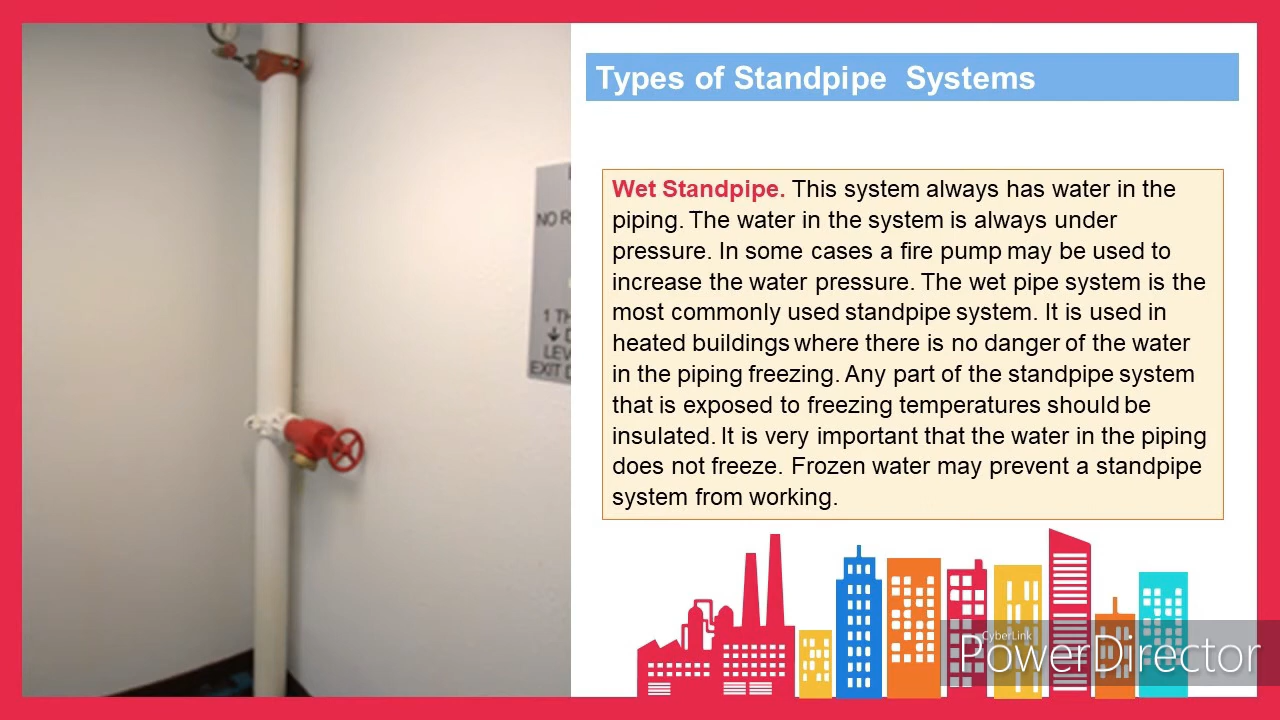 Types of Standpipe Systems
Wet Standpipe. This system always has water in the
piping. The water in the system is always under
pressure. In some cases a fire pump may be used to
increase the water pressure. The wet pipe system is the
most commonly used standpipe system. It is used in
heated buildings where there is no danger of the water
in the piping freezing. Any part of the standpipe system
that is exposed to freezing temperatures should be
insulated. It is very important that the water in the piping
does not freeze. Frozen water may prevent a standpipe
system from working.
NO R
1 TH
LEV
EXIT D
CyberLink
PowerDirector